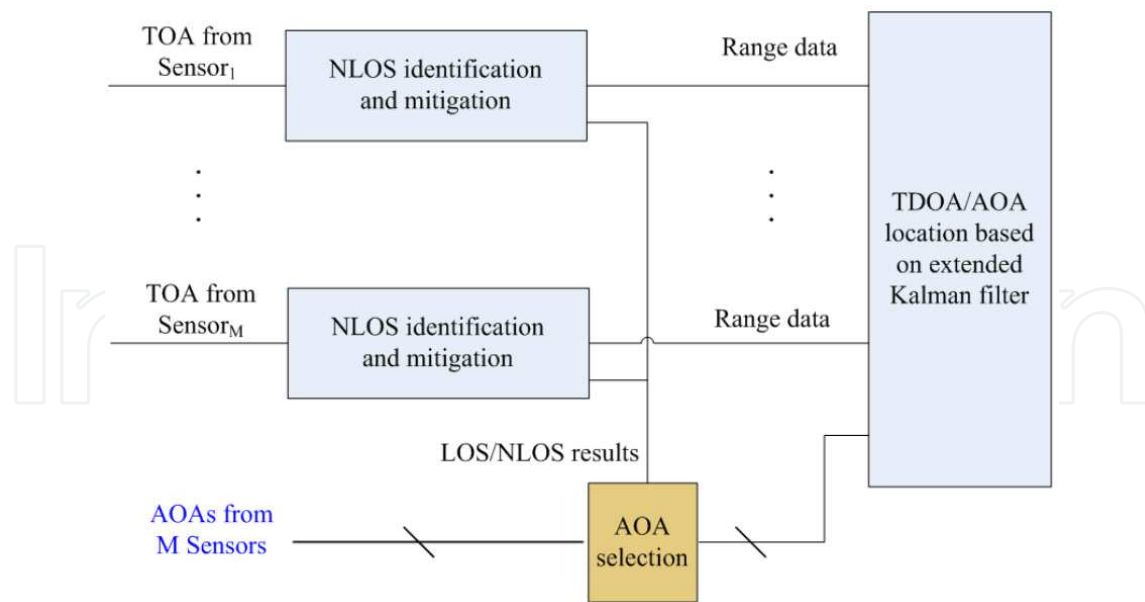 TOA from
Sensor₁
NLOS identification
and mitigation
Range data
TOA from
Sensor_M
NLOS identification
and mitigation
Range data
TDOA/AOA
location based
on extended
Kalman filter
LOS/NLOS results
AOAs from
M Sensors
AOA
selection